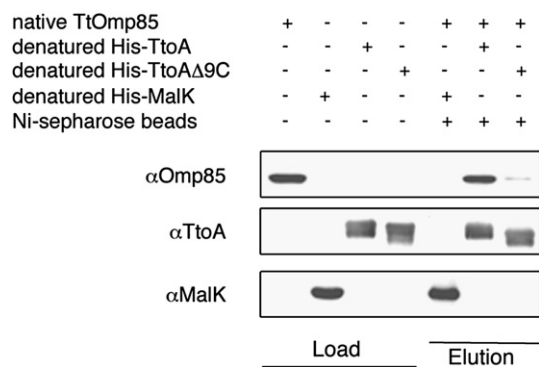 native TtOmp85 + - - - + + +
denatured His-TtoA - - + - - + -
denatured His-TtoAΔ9C - - - + - - +
denatured His-MalK - + - - + - -
Ni-sepharose beads - - - - + + +
αOmp85
αTtoA
αMalK
Load Elution